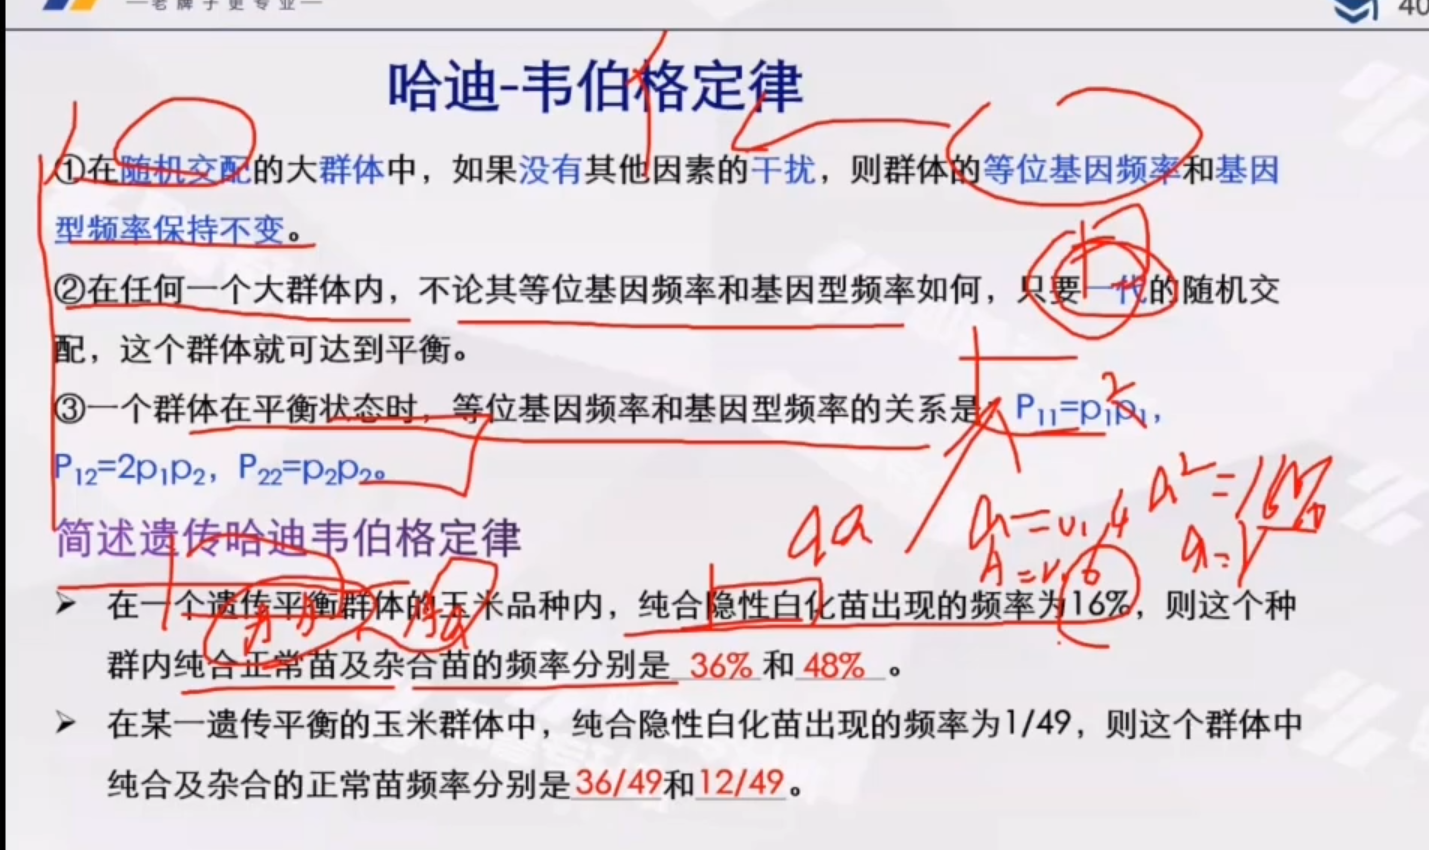 —老牌子更专业—
40
哈迪-韦伯格定律
①在随机交配的大群体中，如果没有其他因素的干扰，则群体的等位基因频率和基因
型频率保持不变。
②在任何一个大群体内，不论其等位基因频率和基因型频率如何，只要一代的随机交
配，这个群体就可达到平衡。
③一个群体在平衡状态时，等位基因频率和基因型频率的关系是：P₁₁=p₁p₁，
2
P₁₂=2p₁p₂，P₂₂=p₂p₂。
a²=16%
aa
a=0.4
a=√
A=0.6
简述遗传哈迪韦伯格定律
➢ 在一个遗传平衡群体的玉米品种内，纯合隐性白化苗出现的频率为16%，则这个种
AA Aa
群内纯合正常苗及杂合苗的频率分别是 36% 和 48% 。
➢ 在某一遗传平衡的玉米群体中，纯合隐性白化苗出现的频率为1/49，则这个群体中
纯合及杂合的正常苗频率分别是36/49和12/49。